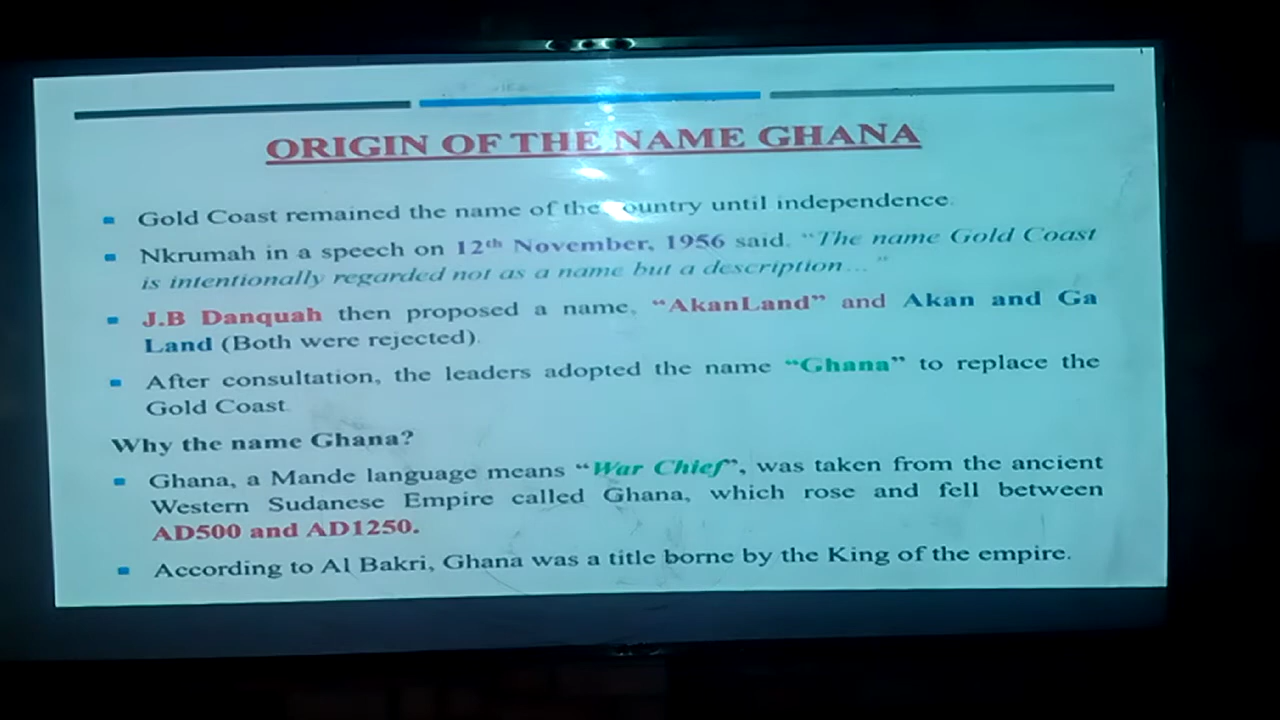 ORIGIN OF THE NAME GHANA
Gold Coast remained the name of the country until independence.
Nkrumah in a speech on 12th November, 1956 said. “The name Gold Coast
is intentionally regarded not as a name but a description... ”
J.B Danquah then proposed a name, “AkanLand” and Akan and Ga
Land (Both were rejected).
After consultation, the leaders adopted the name “Ghana” to replace the
Gold Coast.
Why the name Ghana?
Ghana, a Mande language means “War Chief”, was taken from the ancient
Western Sudanese Empire called Ghana, which rose and fell between
AD500 and AD1250.
According to Al Bakri, Ghana was a title borne by the King of the empire.